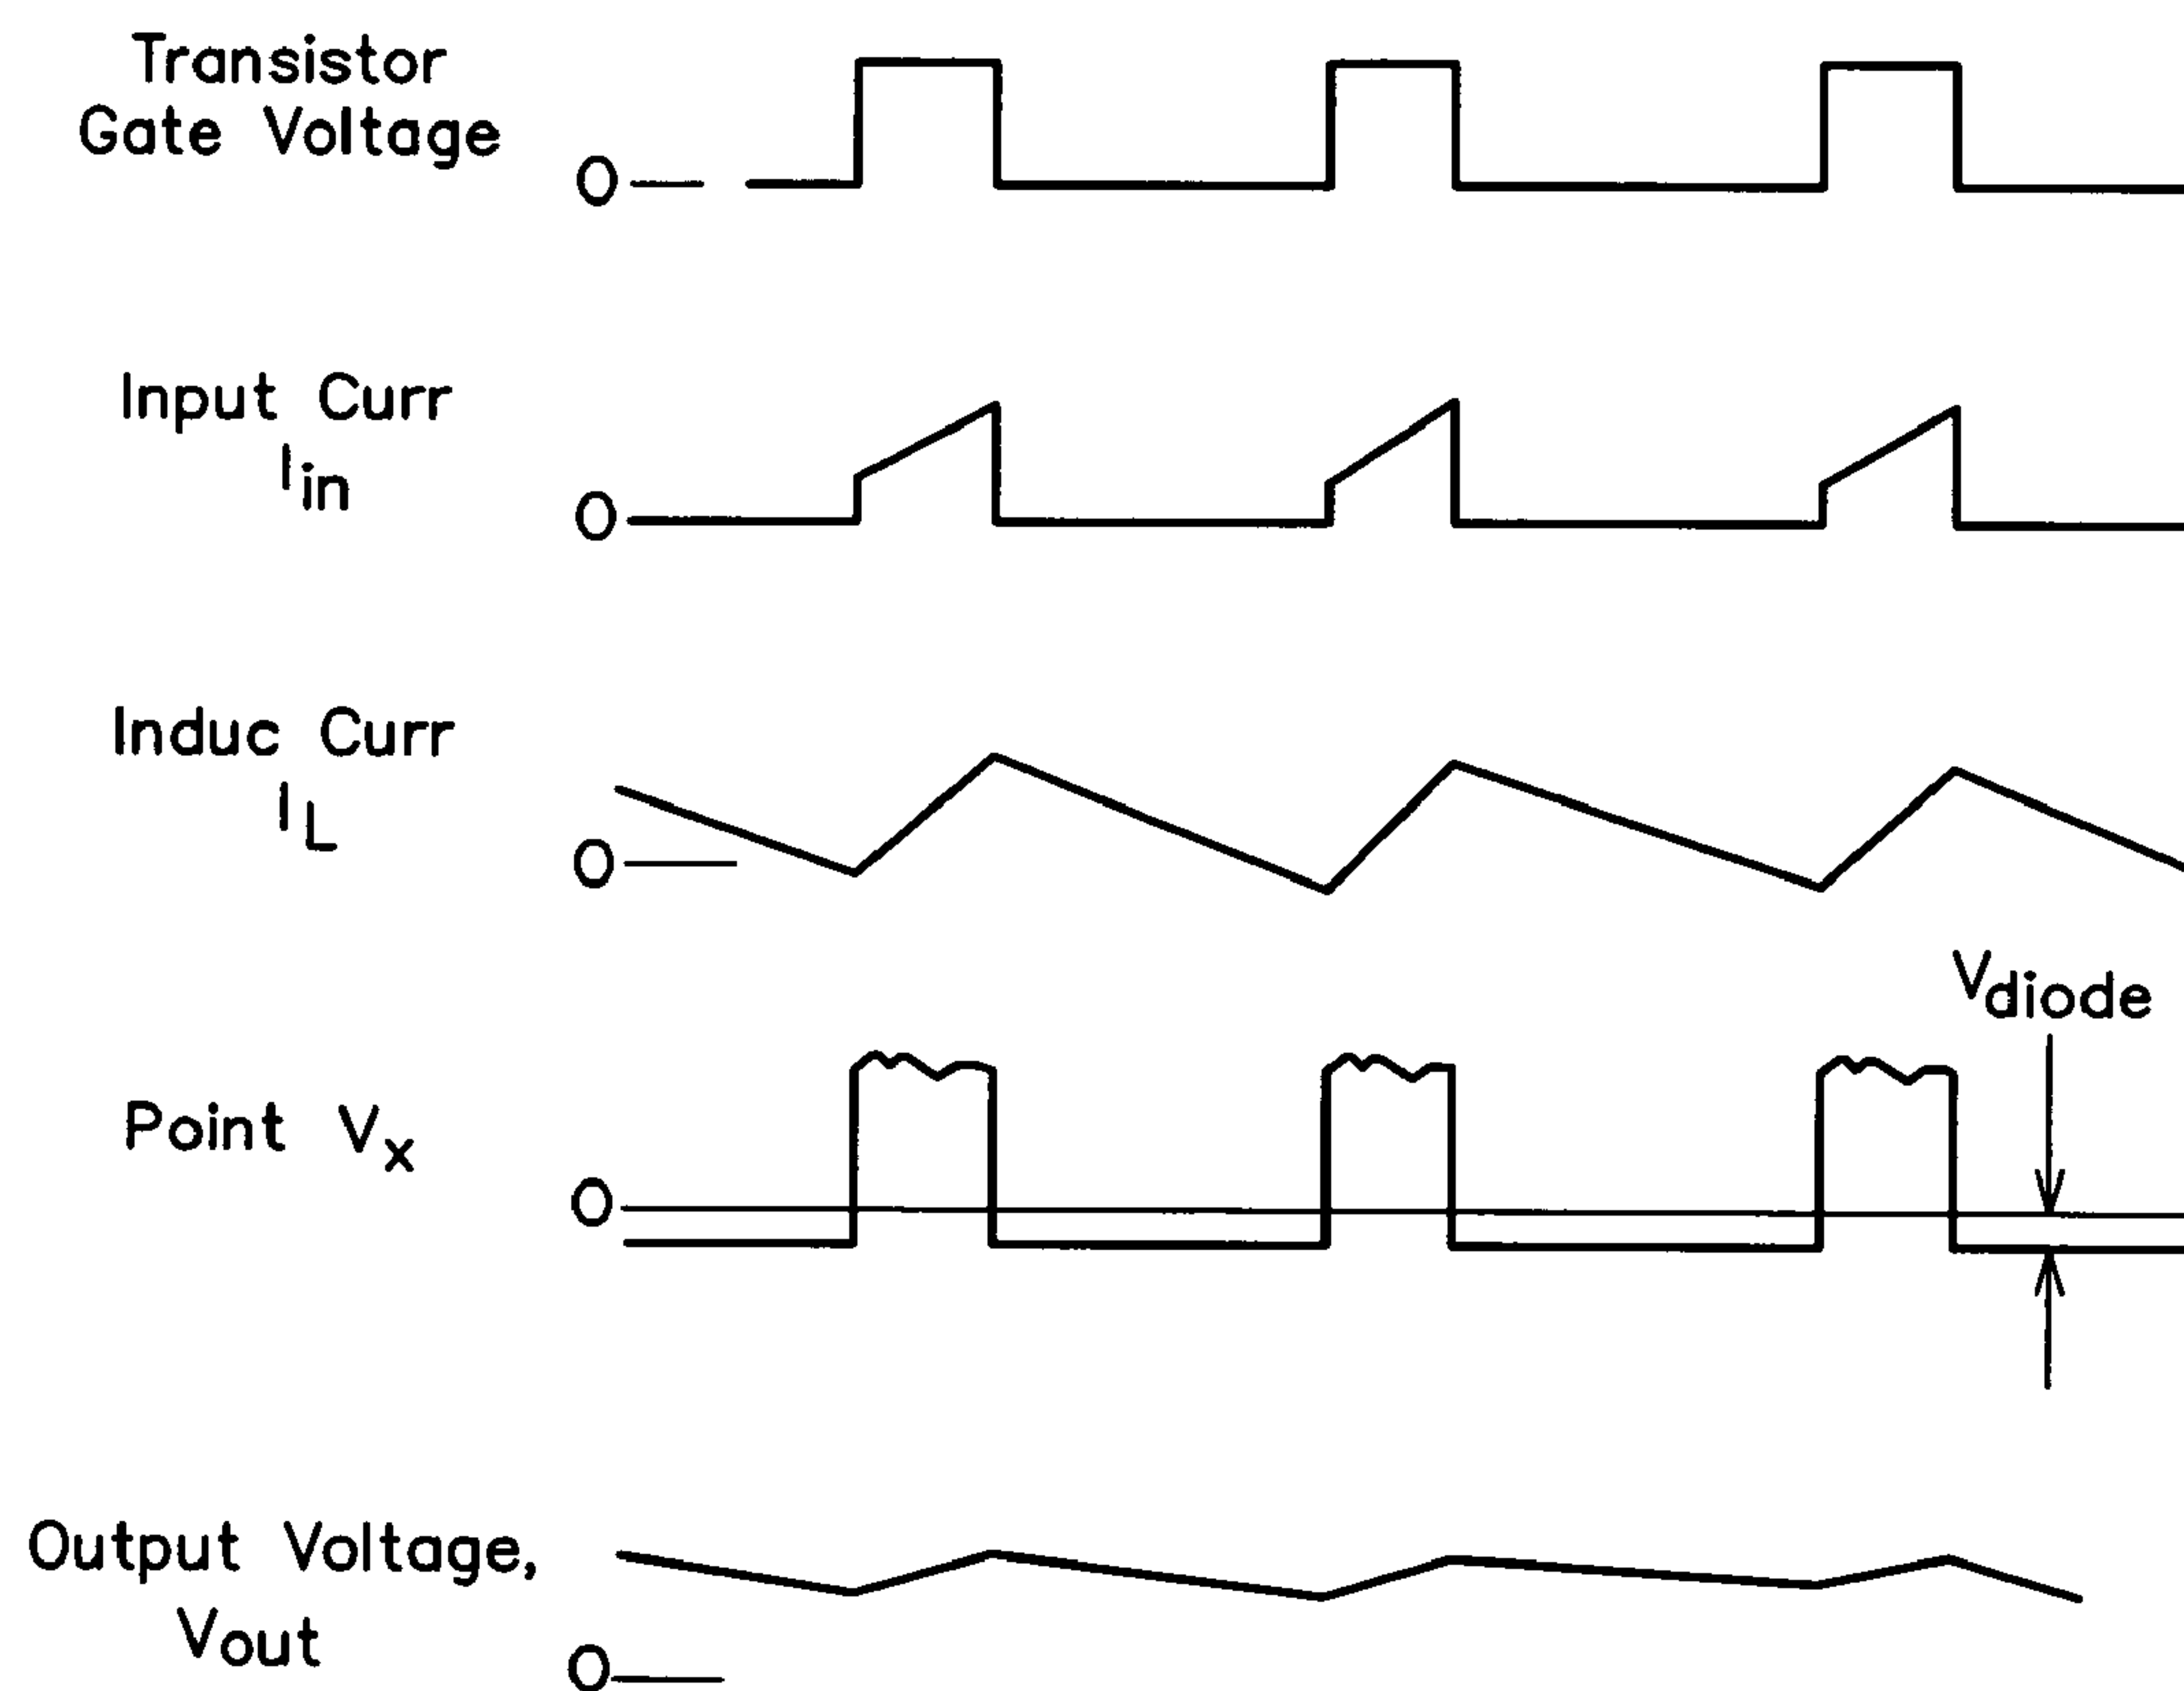 Transistor
Gate Voltage
0
Input Curr
Iin
0
Induc Curr
IL
0
Vdiode
Point Vx
0
Output Voltage,
Vout
0